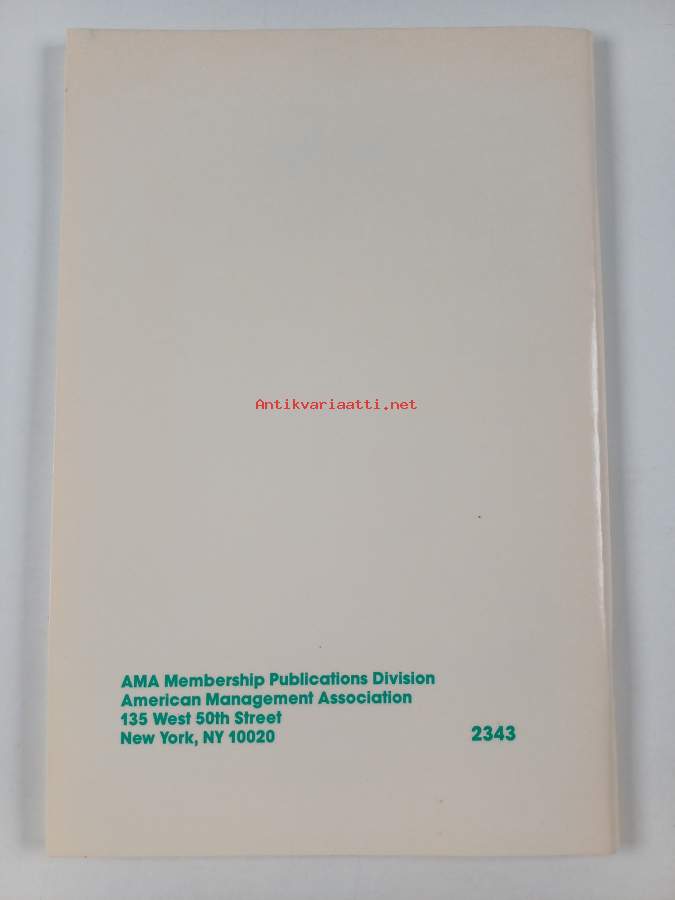 Antikvariaatti.net
AMA Membership Publications Division
American Management Association
135 West 50th Street
New York, NY 10020
2343